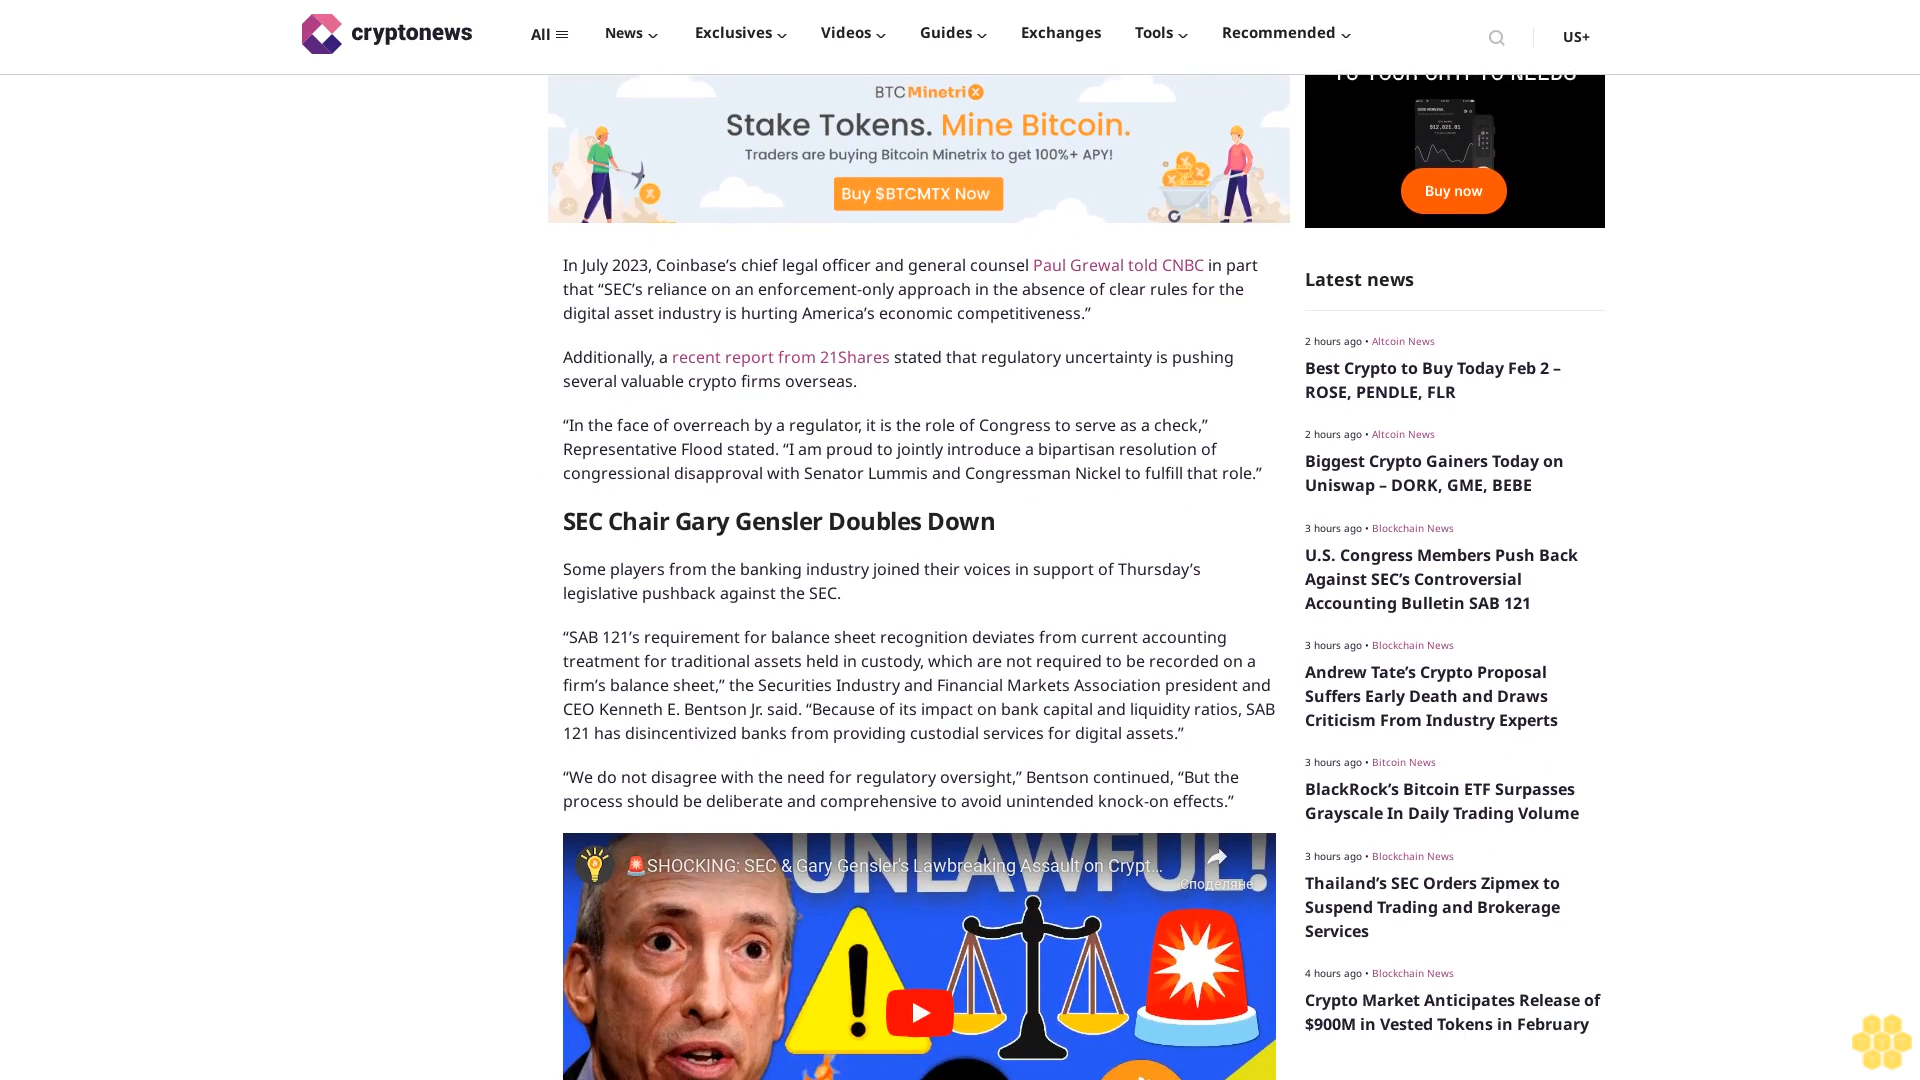 cryptonews
All
News
Exclusives
Videos
Guides
Exchanges
Tools
Recommended
US+
BTC Minetrix
Stake Tokens. Mine Bitcoin.
Traders are buying Bitcoin Minetrix to get 100%+ APY!
Buy $BTCMTX Now
TO YOUR CRYPTO NEEDS
$12,021.81
Buy now
In July 2023, Coinbase’s chief legal officer and general counsel Paul Grewal told CNBC in part
that “SEC’s reliance on an enforcement-only approach in the absence of clear rules for the
digital asset industry is hurting America’s economic competitiveness.”
Additionally, a recent report from 21Shares stated that regulatory uncertainty is pushing
several valuable crypto firms overseas.
“In the face of overreach by a regulator, it is the role of Congress to serve as a check,”
Representative Flood stated. “I am proud to jointly introduce a bipartisan resolution of
congressional disapproval with Senator Lummis and Congressman Nickel to fulfill that role.”
SEC Chair Gary Gensler Doubles Down
Some players from the banking industry joined their voices in support of Thursday’s
legislative pushback against the SEC.
“SAB 121’s requirement for balance sheet recognition deviates from current accounting
treatment for traditional assets held in custody, which are not required to be recorded on a
firm’s balance sheet,” the Securities Industry and Financial Markets Association president and
CEO Kenneth E. Bentson Jr. said. “Because of its impact on bank capital and liquidity ratios, SAB
121 has disincentivized banks from providing custodial services for digital assets.”
“We do not disagree with the need for regulatory oversight,” Bentson continued, “But the
process should be deliberate and comprehensive to avoid unintended knock-on effects.”
UNLAWFUL!
SHOCKING: SEC & Gary Gensler's Lawbreaking Assault on Crypt...
Споделяне
Latest news
2 hours ago • Altcoin News
Best Crypto to Buy Today Feb 2 –
ROSE, PENDLE, FLR
2 hours ago • Altcoin News
Biggest Crypto Gainers Today on
Uniswap – DORK, GME, BEBE
3 hours ago • Blockchain News
U.S. Congress Members Push Back
Against SEC’s Controversial
Accounting Bulletin SAB 121
3 hours ago • Blockchain News
Andrew Tate’s Crypto Proposal
Suffers Early Death and Draws
Criticism From Industry Experts
3 hours ago • Bitcoin News
BlackRock’s Bitcoin ETF Surpasses
Grayscale In Daily Trading Volume
3 hours ago • Blockchain News
Thailand’s SEC Orders Zipmex to
Suspend Trading and Brokerage
Services
4 hours ago • Blockchain News
Crypto Market Anticipates Release of
$900M in Vested Tokens in February